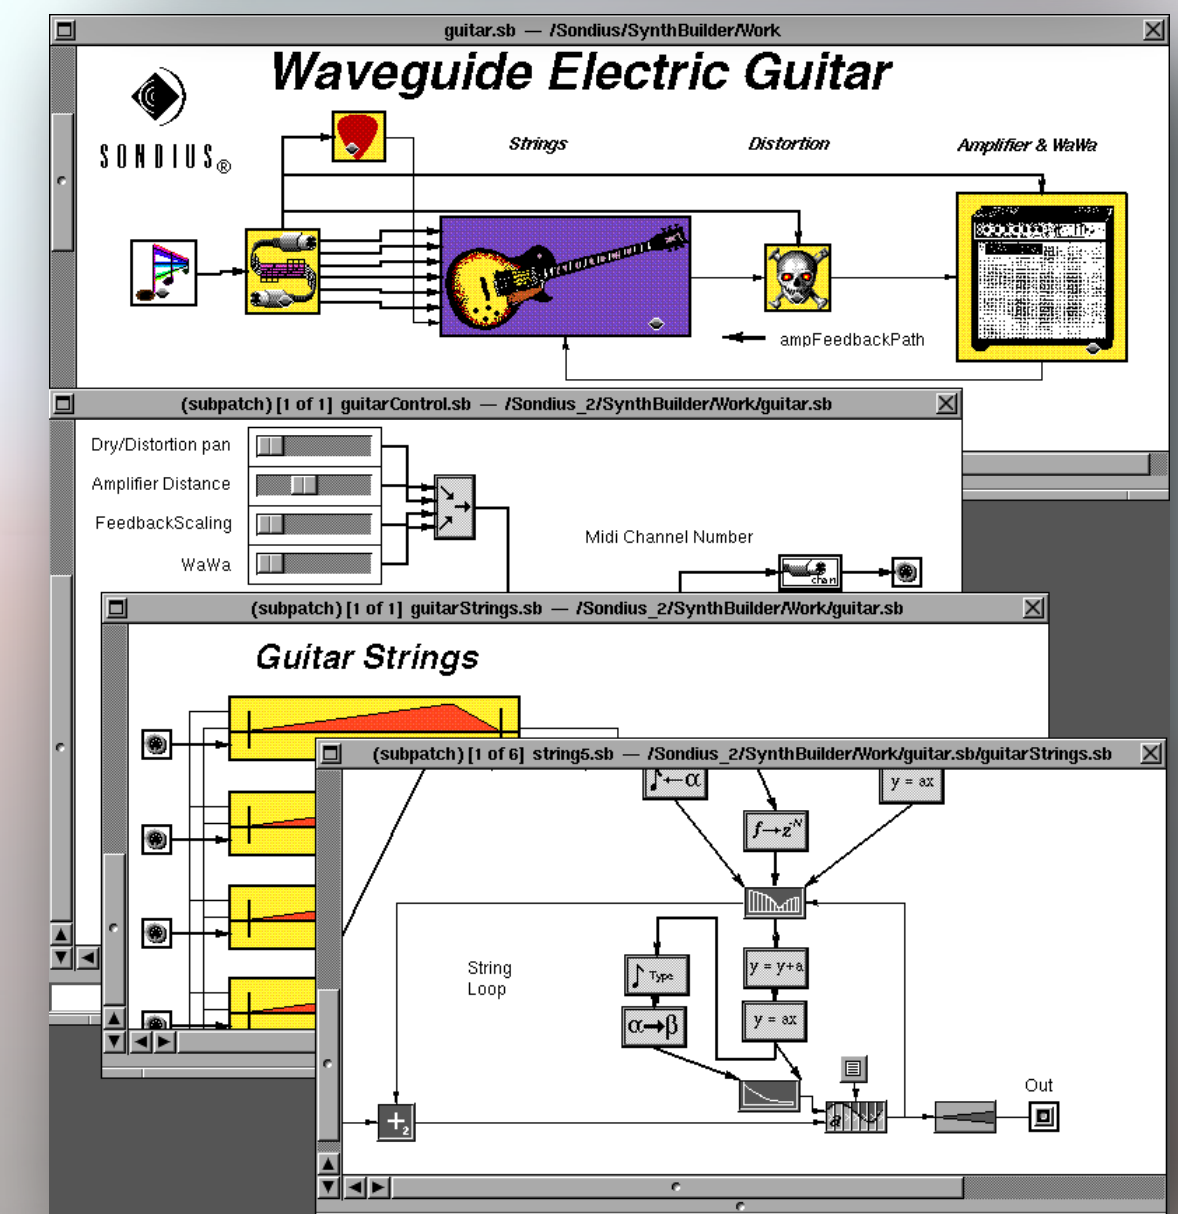 guitar.sb — /Sondius/SynthBuilder/Work
Waveguide Electric Guitar
SONDIUS®
Strings
Distortion
Amplifier & WaWa
ampFeedbackPath
(subpatch) [1 of 1] guitarControl.sb — /Sondius_2/SynthBuilder/Work/guitar.sb
Dry/Distortion pan
Amplifier Distance
FeedbackScaling
WaWa
Midi Channel Number
chan
(subpatch) [1 of 1] guitarStrings.sb — /Sondius_2/SynthBuilder/Work/guitar.sb
Guitar Strings
(subpatch) [1 of 6] string5.sb — /Sondius_2/SynthBuilder/Work/guitar.sb/guitarStrings.sb
♪←α
y = ax
f→z⁻ᴺ
String
Loop
♪ Type
y = y+a
α→β
y = ax
a
Out
+2